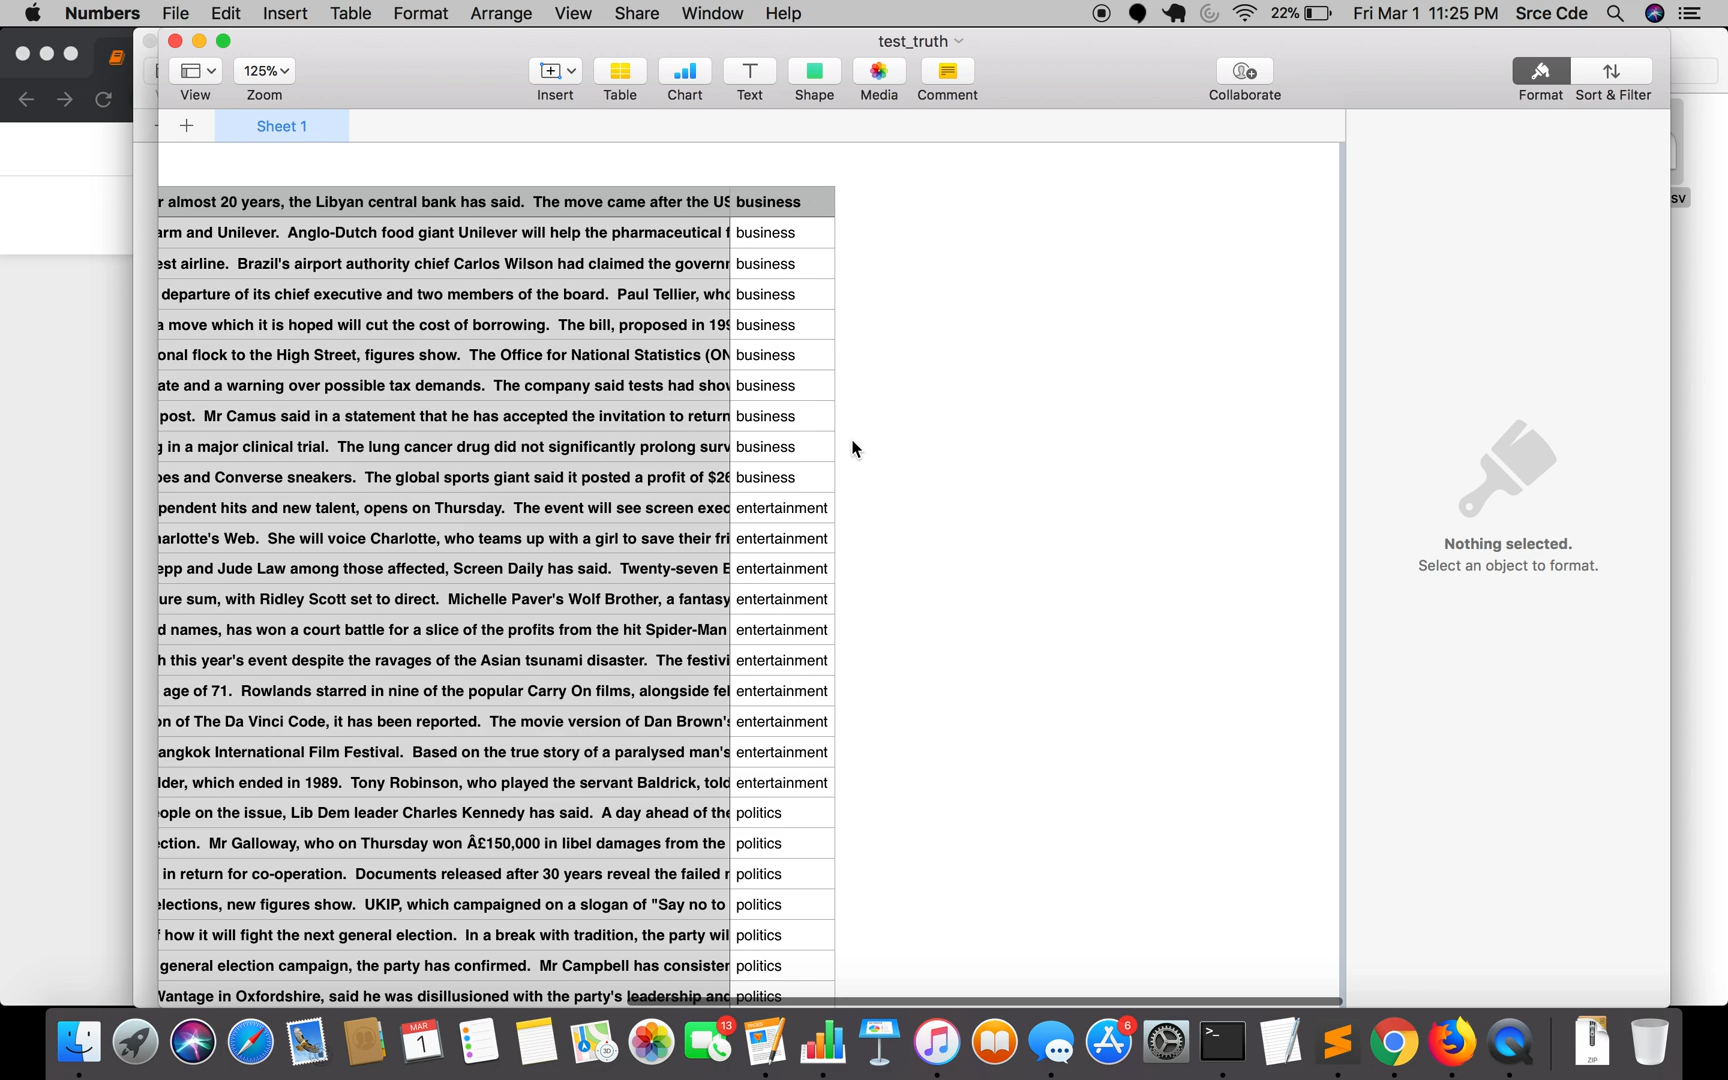 Numbers File Edit Insert Table Format Arrange View Share Window Help 22% Fri Mar 1 11:25 PM Srce Cde
test_truth
125%
View Zoom Insert Table Chart Text Shape Media Comment Collaborate Format Sort & Filter
Sheet 1
sv
r almost 20 years, the Libyan central bank has said. The move came after the US business
arm and Unilever. Anglo-Dutch food giant Unilever will help the pharmaceutical f business
est airline. Brazil's airport authority chief Carlos Wilson had claimed the governr business
departure of its chief executive and two members of the board. Paul Tellier, who business
a move which it is hoped will cut the cost of borrowing. The bill, proposed in 199 business
onal flock to the High Street, figures show. The Office for National Statistics (ON business
ate and a warning over possible tax demands. The company said tests had show business
post. Mr Camus said in a statement that he has accepted the invitation to return business
g in a major clinical trial. The lung cancer drug did not significantly prolong surv business
oes and Converse sneakers. The global sports giant said it posted a profit of $26 business
pendent hits and new talent, opens on Thursday. The event will see screen exec entertainment
harlotte's Web. She will voice Charlotte, who teams up with a girl to save their fri entertainment
epp and Jude Law among those affected, Screen Daily has said. Twenty-seven B entertainment
ure sum, with Ridley Scott set to direct. Michelle Paver's Wolf Brother, a fantasy entertainment
d names, has won a court battle for a slice of the profits from the hit Spider-Man entertainment
h this year's event despite the ravages of the Asian tsunami disaster. The festivi entertainment
age of 71. Rowlands starred in nine of the popular Carry On films, alongside fel entertainment
on of The Da Vinci Code, it has been reported. The movie version of Dan Brown's entertainment
angkok International Film Festival. Based on the true story of a paralysed man's entertainment
lder, which ended in 1989. Tony Robinson, who played the servant Baldrick, told entertainment
ople on the issue, Lib Dem leader Charles Kennedy has said. A day ahead of the politics
ection. Mr Galloway, who on Thursday won Â£150,000 in libel damages from the politics
in return for co-operation. Documents released after 30 years reveal the failed r politics
elections, new figures show. UKIP, which campaigned on a slogan of "Say no to politics
f how it will fight the next general election. In a break with tradition, the party wil politics
general election campaign, the party has confirmed. Mr Campbell has consister politics
Wantage in Oxfordshire, said he was disillusioned with the party's leadership and politics
Nothing selected.
Select an object to format.
MAR
1
13
PAGES
6
ZIP